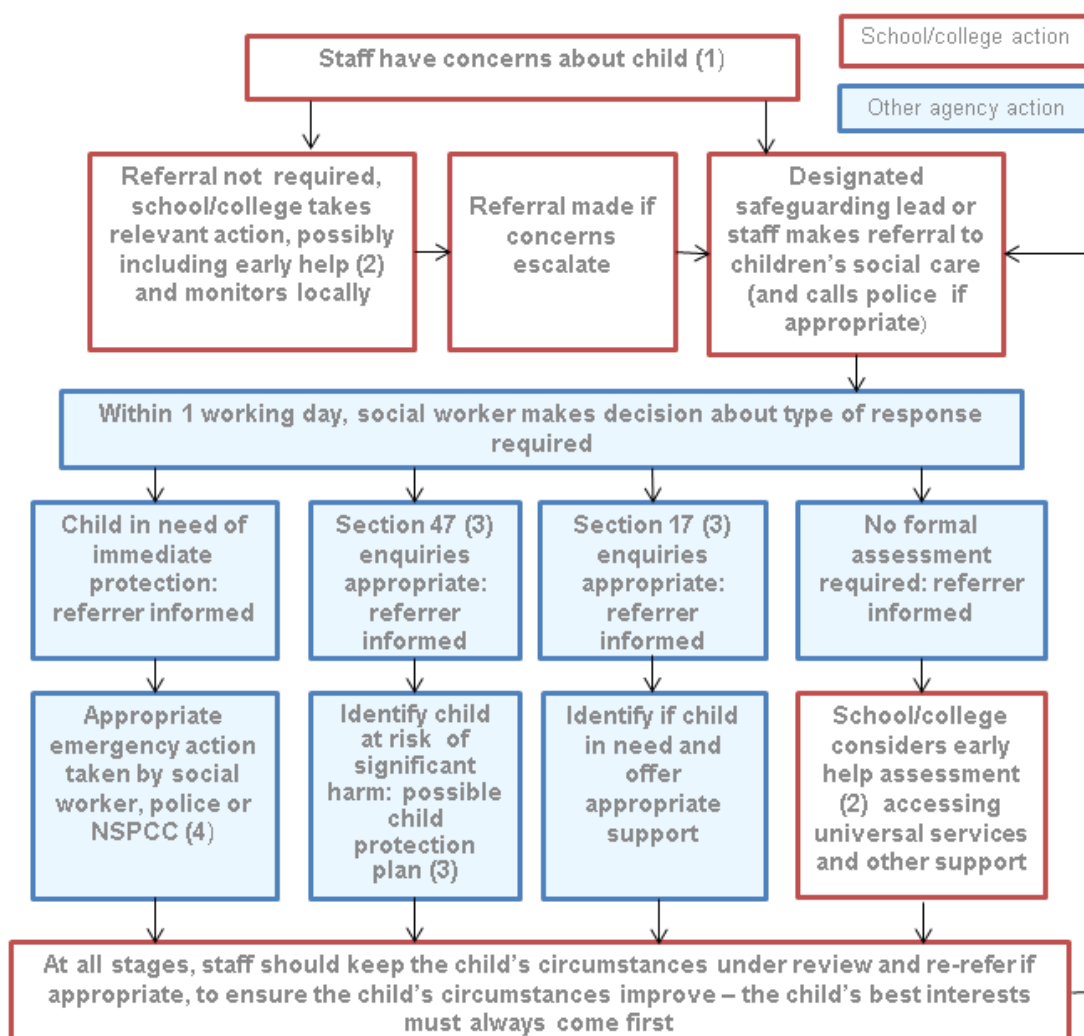 School/college action
Staff have concerns about child (1)
Other agency action
Referral not required,
school/college takes
relevant action, possibly
including early help (2)
and monitors locally
Referral made if
concerns
escalate
Designated
safeguarding lead or
staff makes referral to
children’s social care
(and calls police if
appropriate)
Within 1 working day, social worker makes decision about type of response
required
Child in need of
immediate
protection:
referrer informed
Section 47 (3)
enquiries
appropriate:
referrer
informed
Section 17 (3)
enquiries
appropriate:
referrer
informed
No formal
assessment
required: referrer
informed
Appropriate
emergency action
taken by social
worker, police or
NSPCC (4)
Identify child
at risk of
significant
harm: possible
child
protection
plan (3)
Identify if child
in need and
offer
appropriate
support
School/college
considers early
help assessment
(2) accessing
universal services
and other support
At all stages, staff should keep the child’s circumstances under review and re-refer if
appropriate, to ensure the child’s circumstances improve – the child’s best interests
must always come first